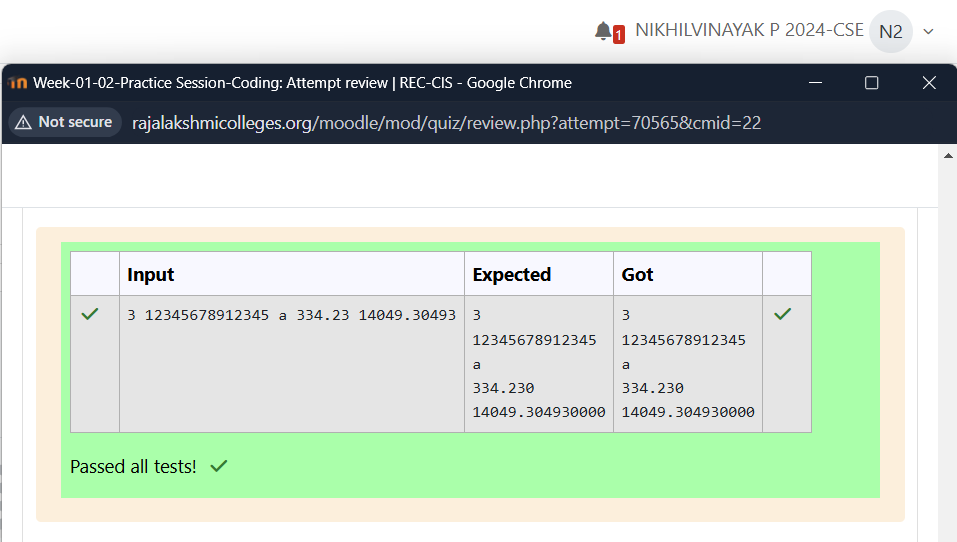 1
NIKHILVINAYAK P 2024-CSE N2
Week-01-02-Practice Session-Coding: Attempt review | REC-CIS - Google Chrome
Not secure rajalakshmicolleges.org/moodle/mod/quiz/review.php?attempt=70565&cmid=22
Input Expected Got
3 12345678912345 a 334.23 14049.30493 3 3
12345678912345 12345678912345
a a
334.230 334.230
14049.304930000 14049.304930000
Passed all tests!